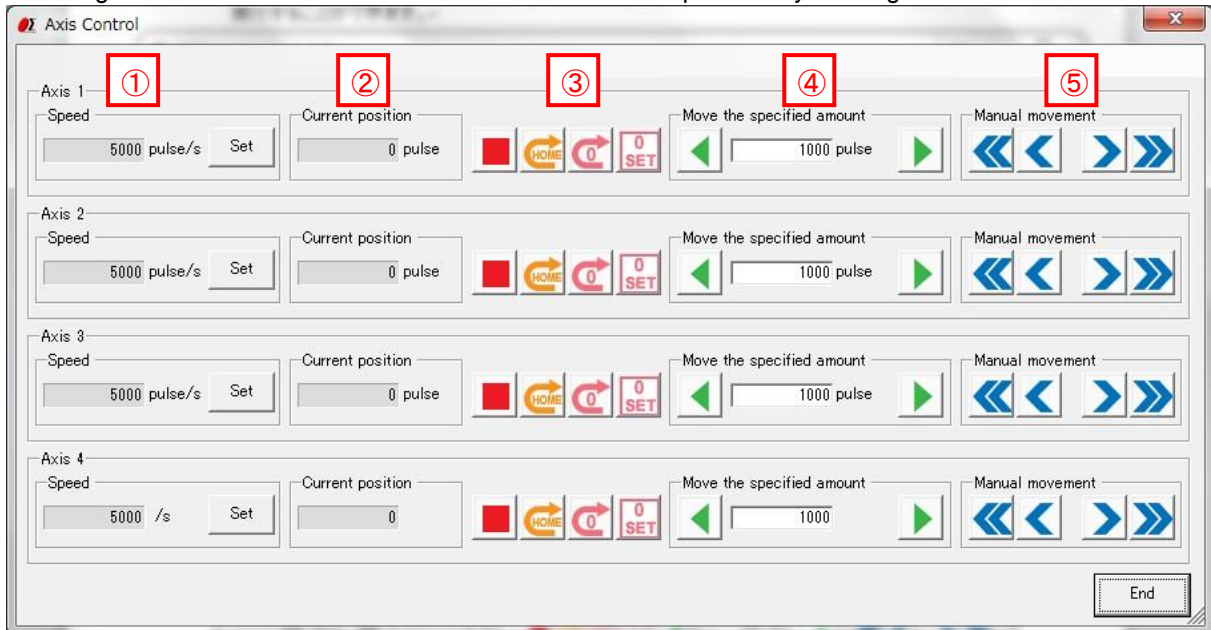 Axis Control
① ② ③ ④ ⑤
Axis 1
Speed Current position Move the specified amount Manual movement
5000 pulse/s Set 0 pulse HOME 0 0 SET 1000 pulse
Axis 2
Speed Current position Move the specified amount Manual movement
5000 pulse/s Set 0 pulse HOME 0 0 SET 1000 pulse
Axis 3
Speed Current position Move the specified amount Manual movement
5000 pulse/s Set 0 pulse HOME 0 0 SET 1000 pulse
Axis 4
Speed Current position Move the specified amount Manual movement
5000 /s Set 0 HOME 0 0 SET 1000
End